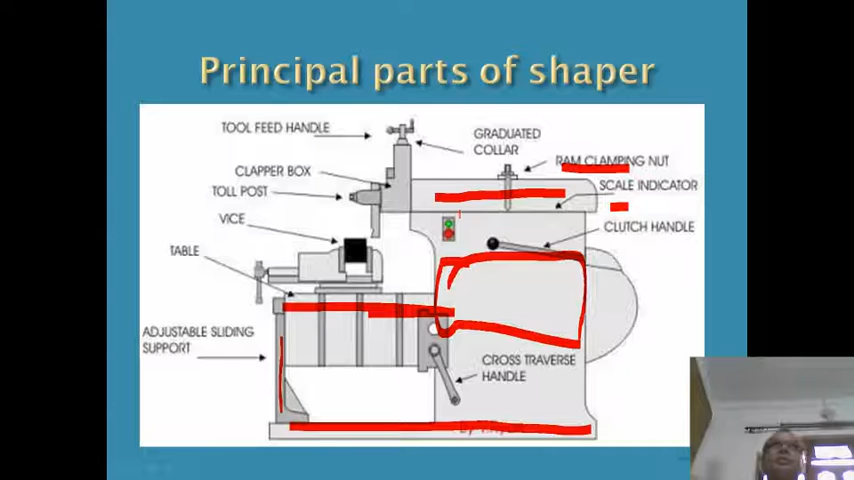 Principal parts of shaper
TOOL FEED HANDLE
GRADUATED
COLLAR
RAM CLAMPING NUT
CLAPPER BOX
SCALE INDICATOR
TOLL POST
VICE
CLUTCH HANDLE
TABLE
ADJUSTABLE SLIDING
SUPPORT
CROSS TRAVERSE
HANDLE